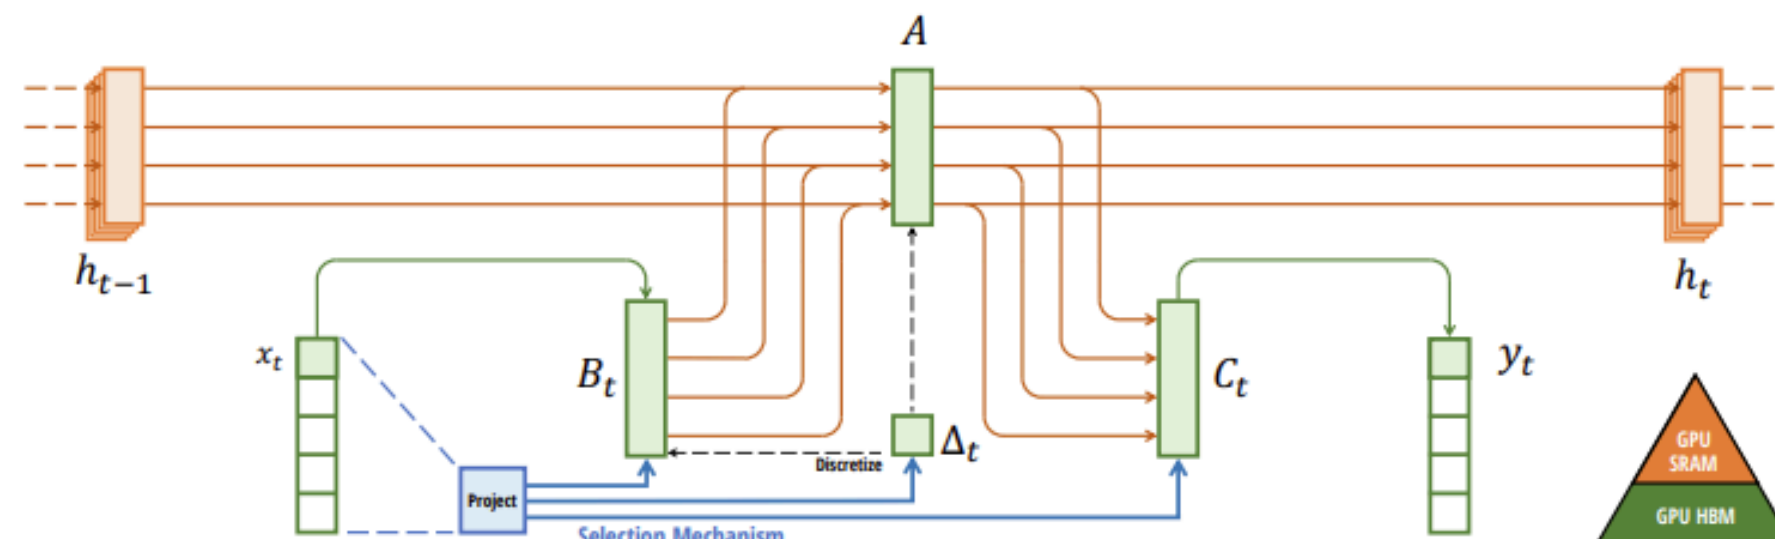 A
h_{t-1}
h_t
x_t
B_t
Δ_t
C_t
y_t
Discretize
Project
Selection Mechanism
GPU
SRAM
GPU HBM